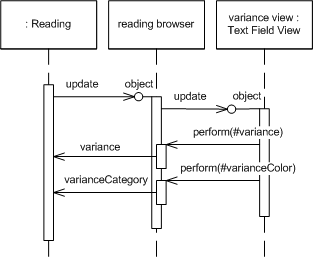 : Reading
reading browser
variance view :
Text Field View
update
object
update
object
perform(#variance)
variance
perform(#varianceColor)
varianceCategory